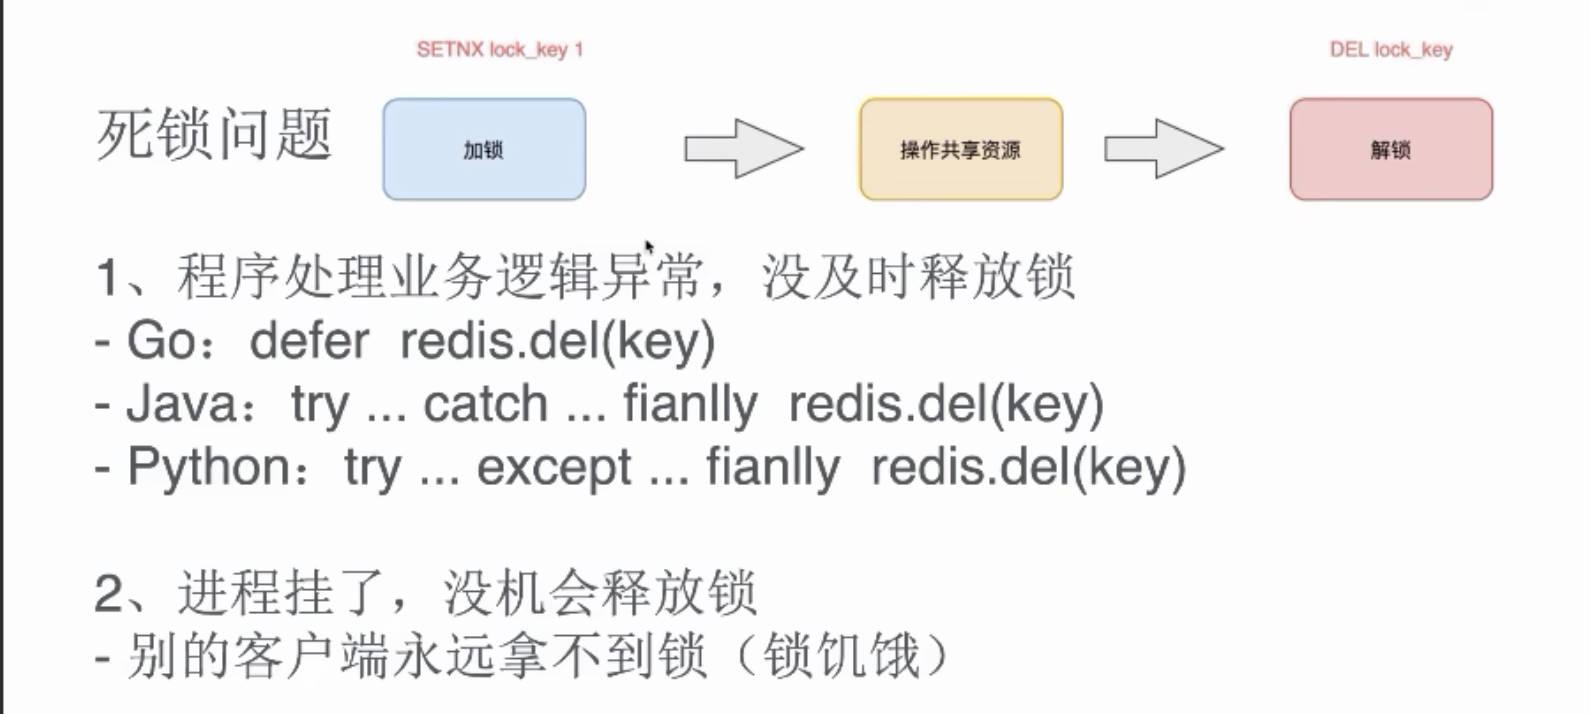 SETNX lock_key 1
DEL lock_key
死锁问题
加锁
操作共享资源
解锁
1、程序处理业务逻辑异常，没及时释放锁
- Go：defer redis.del(key)
- Java：try ... catch ... fianlly redis.del(key)
- Python：try ... except ... fianlly redis.del(key)
2、进程挂了，没机会释放锁
- 别的客户端永远拿不到锁（锁饥饿）